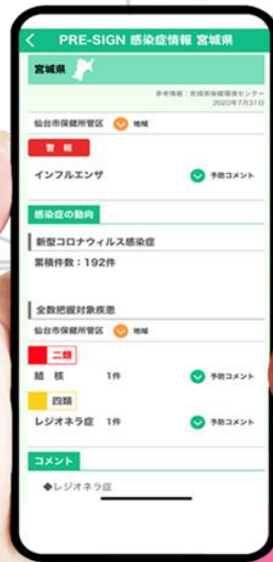 PRE-SIGN 感染症情報 宮城県
宮城県
参考情報：宮城県保健環境センター
2020年7月31日
仙台市保健所管区 地域
警 報
インフルエンザ 予防コメント
感染症の動向
新型コロナウィルス感染症
累積件数：192件
全数把握対象疾患
仙台市保健所管区 地域
二類
結 核 1件 予防コメント
四類
レジオネラ症 1件 予防コメント
コメント
◆レジオネラ症